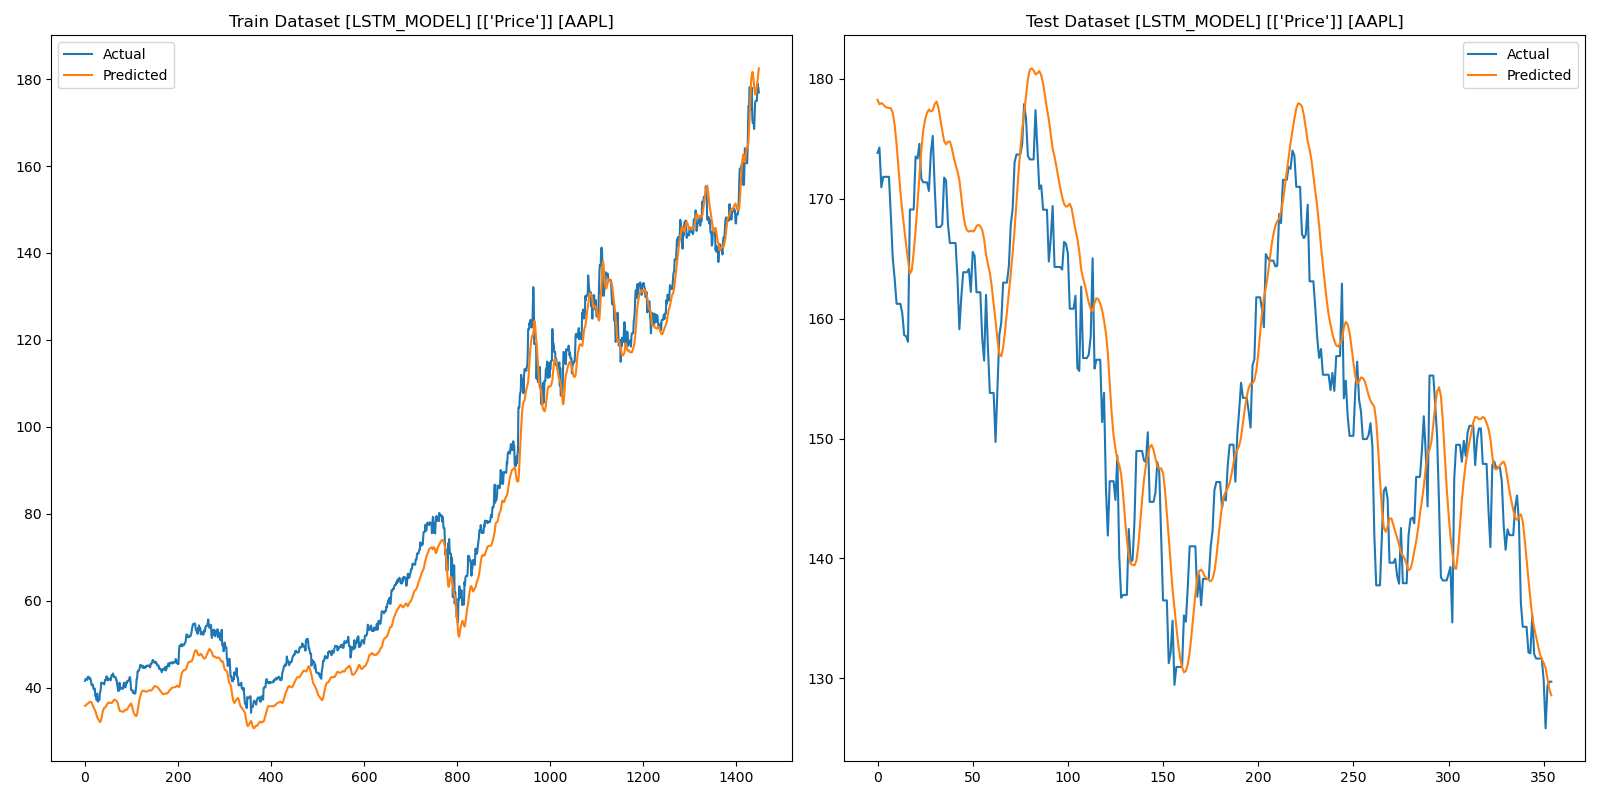 Train Dataset [LSTM_MODEL] [['Price']] [AAPL]
Actual
Predicted
180
160
140
120
100
80
60
40
0 200 400 600 800 1000 1200 1400
Test Dataset [LSTM_MODEL] [['Price']] [AAPL]
Actual
Predicted
180
170
160
150
140
130
0 50 100 150 200 250 300 350